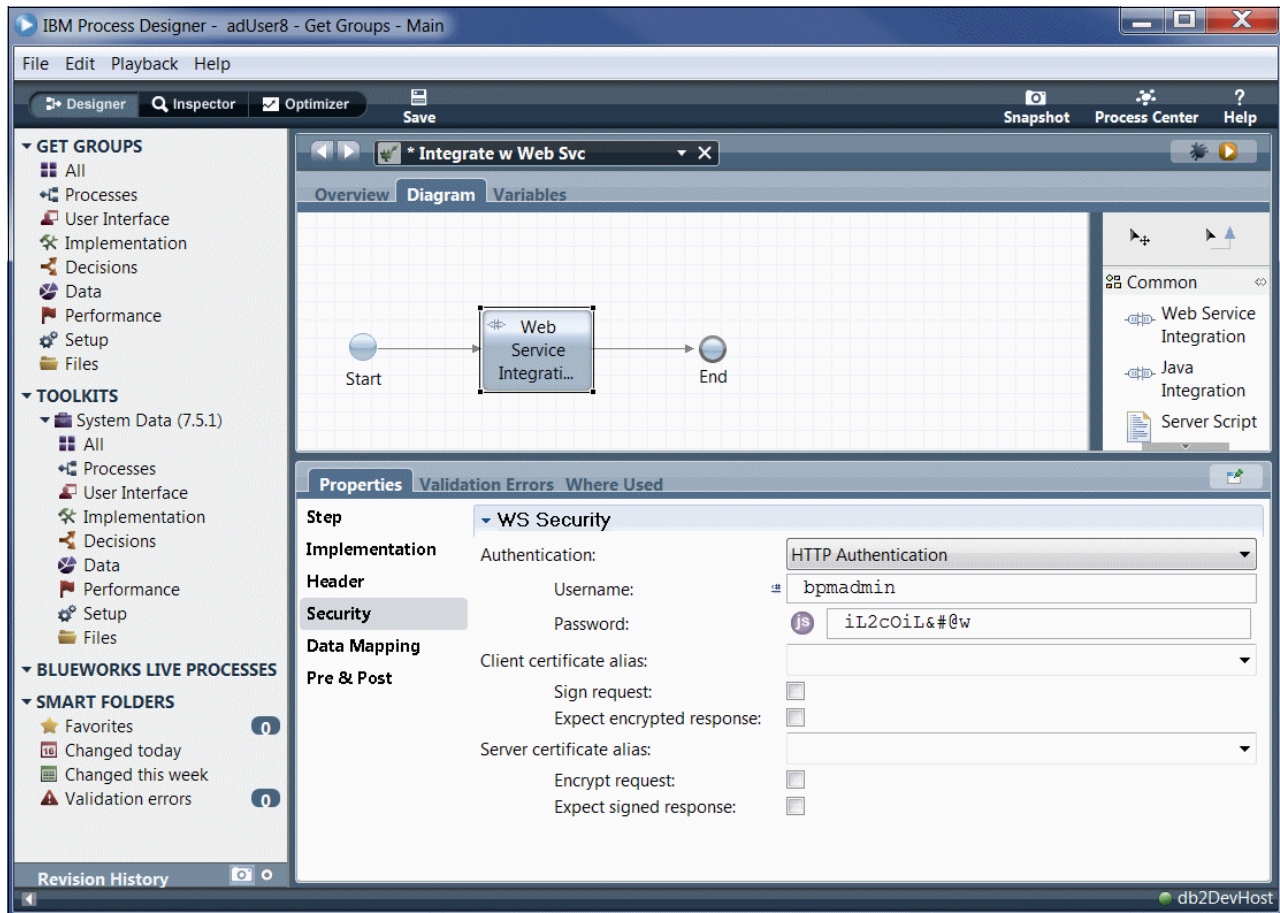 IBM Process Designer - adUser8 - Get Groups - Main
File Edit Playback Help
Designer Inspector Optimizer
Save
Snapshot Process Center Help
GET GROUPS
All
Processes
User Interface
Implementation
Decisions
Data
Performance
Setup
Files
TOOLKITS
System Data (7.5.1)
All
Processes
User Interface
Implementation
Decisions
Data
Performance
Setup
Files
BLUEWORKS LIVE PROCESSES
SMART FOLDERS
Favorites 0
16 Changed today
Changed this week
Validation errors 0
Revision History
* Integrate w Web Svc
Overview Diagram Variables
Start
Web
Service
Integrati...
End
Common
Web Service
Integration
Java
Integration
Server Script
Properties Validation Errors Where Used
Step
Implementation
Header
Security
Data Mapping
Pre & Post
WS Security
Authentication: HTTP Authentication
Username: bpmadmin
Password: js iL2cOiL&#@w
Client certificate alias:
Sign request:
Expect encrypted response:
Server certificate alias:
Encrypt request:
Expect signed response:
db2DevHost